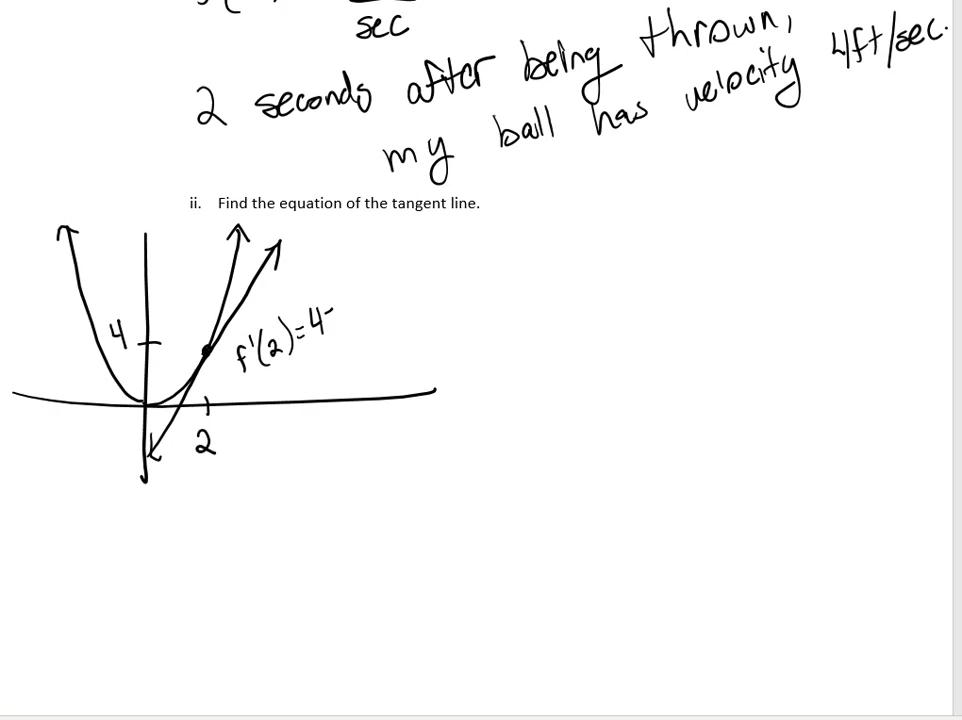 sec
2 seconds after being thrown,
my ball has velocity 4ft/sec.
ii. Find the equation of the tangent line.
4
f'(2)=4
2